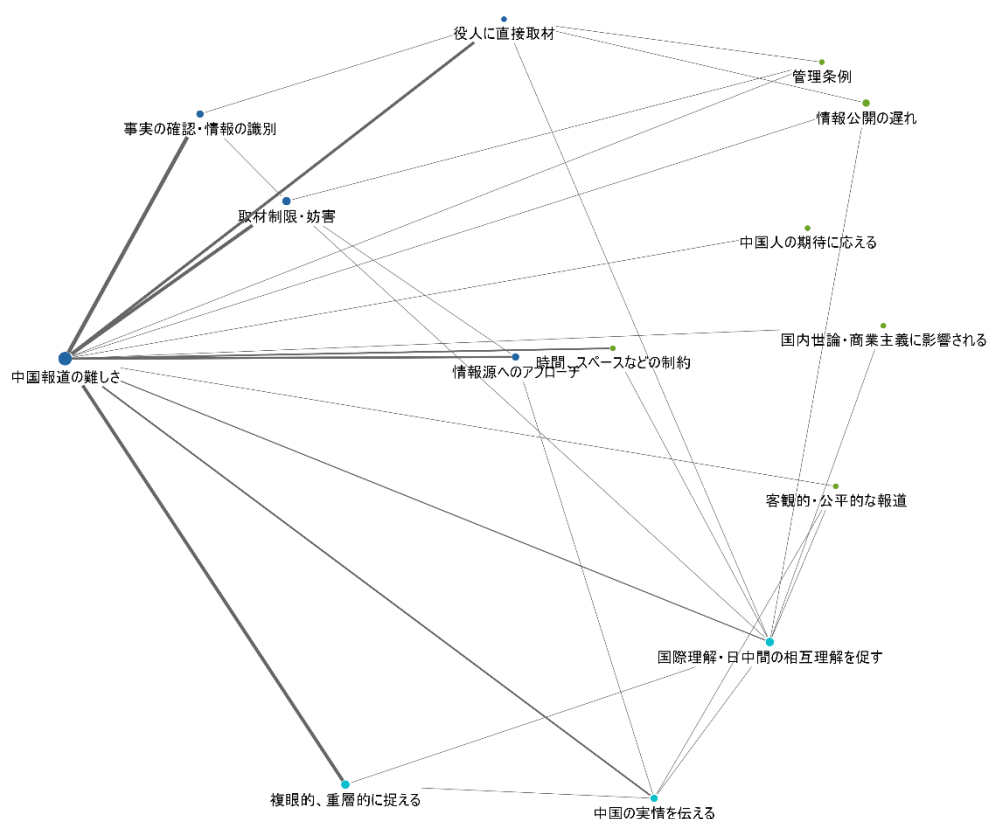 役人に直接取材
管理条例
情報公開の遅れ
事実の確認・情報の識別
取材制限・妨害
中国人の期待に応える
国内世論・商業主義に影響される
時間、スペースなどの制約
情報源へのアプローチ
中国報道の難しさ
客観的・公平的な報道
国際理解・日中間の相互理解を促す
複眼的、重層的に捉える
中国の実情を伝える